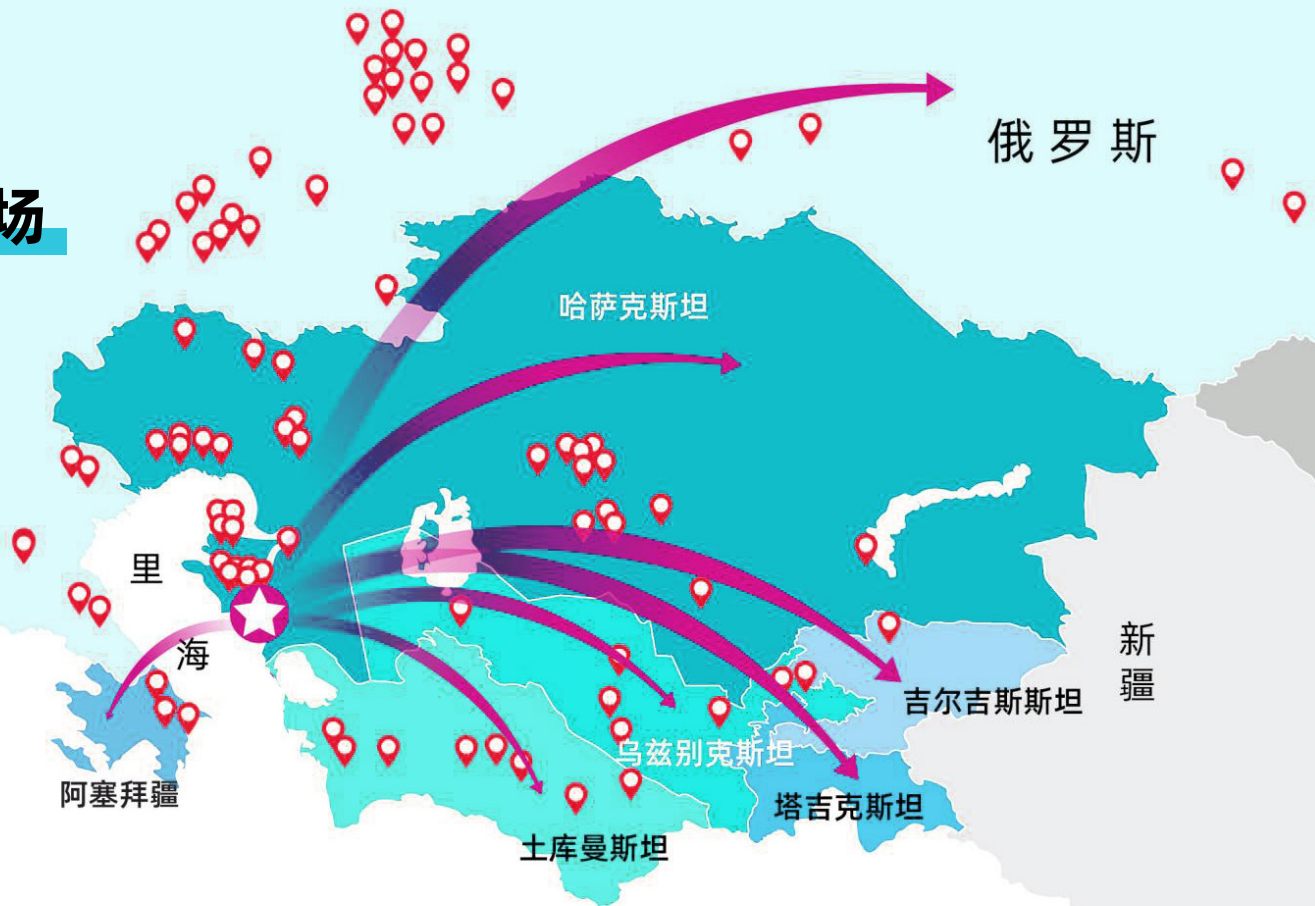 俄罗斯
场
哈萨克斯坦
里
海
新
疆
吉尔吉斯斯坦
乌兹别克斯坦
阿塞拜疆
塔吉克斯坦
土库曼斯坦